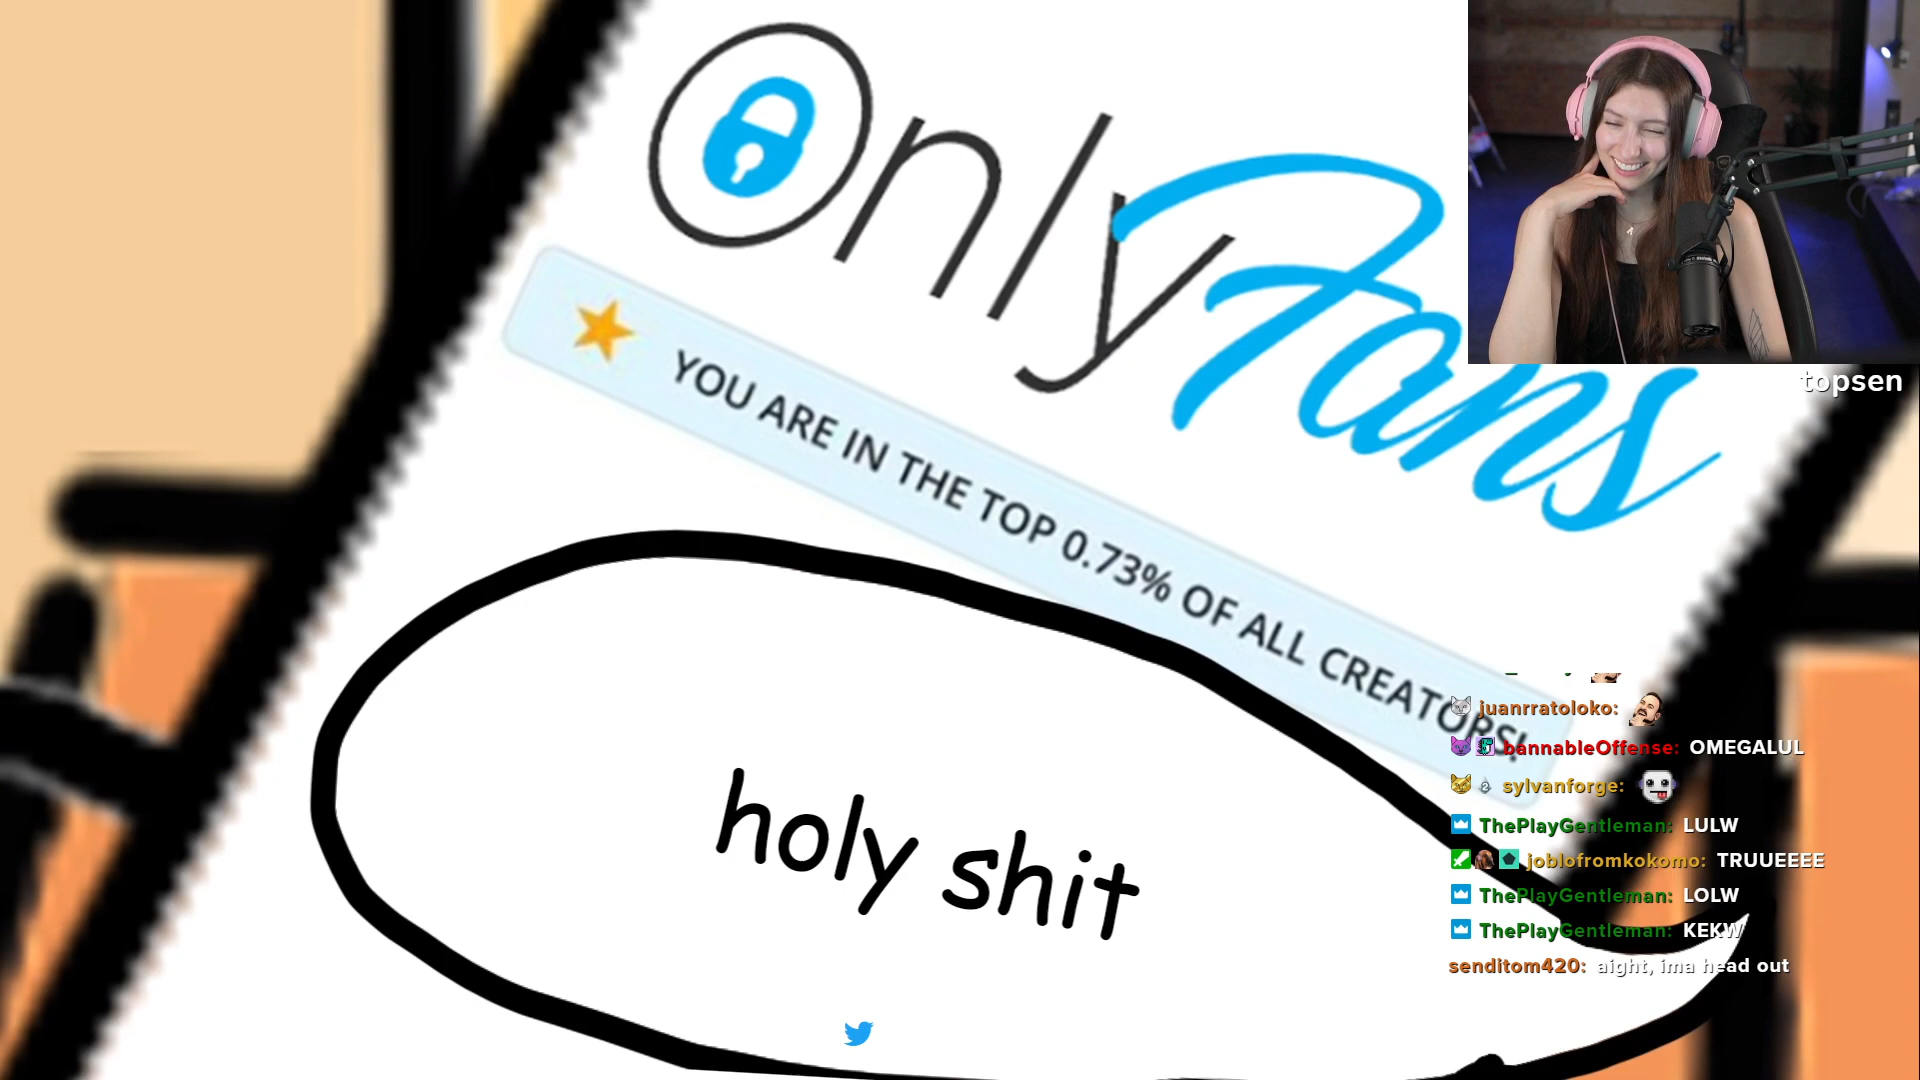 OnlyFans
YOU ARE IN THE TOP 0.73% OF ALL CREATORS!
holy shit
topsen
juanrratoloko:
bannableOffense: OMEGALUL
sylvanforge:
ThePlayGentleman: LULW
joblofromkokomo: TRUUEEEE
ThePlayGentleman: LOLW
ThePlayGentleman: KEKW
senditom420: aight, ima head out